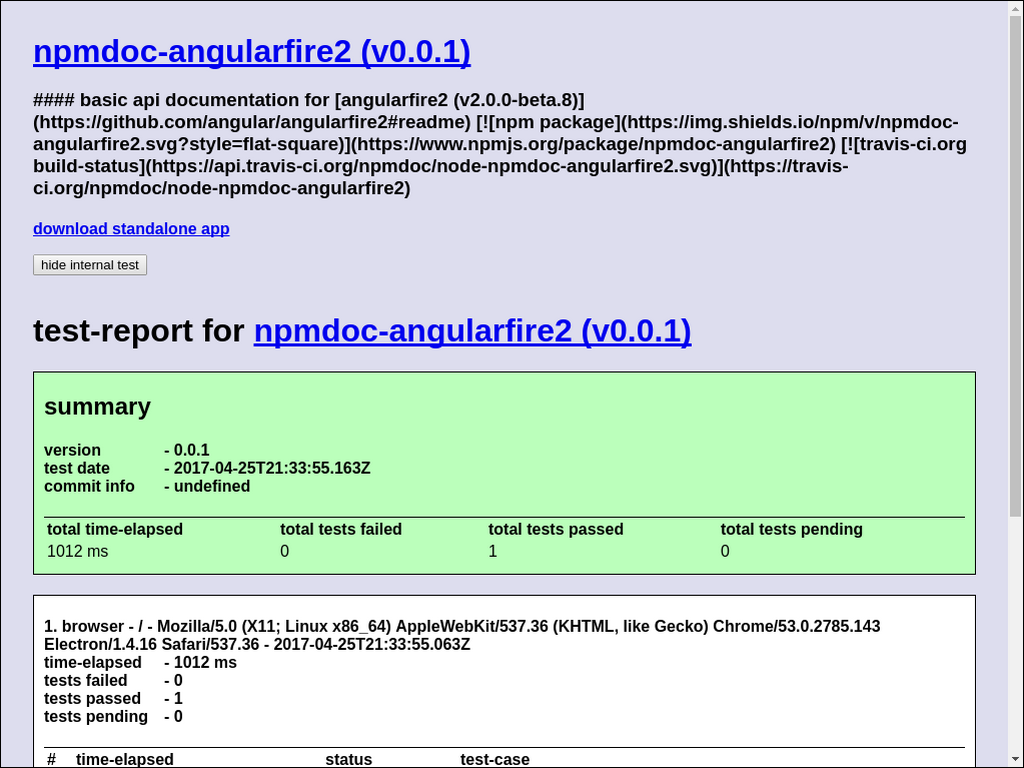 npmdoc-angularfire2 (v0.0.1)
#### basic api documentation for [angularfire2 (v2.0.0-beta.8)]
(https://github.com/angular/angularfire2#readme) [![npm package](https://img.shields.io/npm/v/npmdoc-
angularfire2.svg?style=flat-square)](https://www.npmjs.org/package/npmdoc-angularfire2) [![travis-ci.org
build-status](https://api.travis-ci.org/npmdoc/node-npmdoc-angularfire2.svg)](https://travis-
ci.org/npmdoc/node-npmdoc-angularfire2)
download standalone app
hide internal test
test-report for npmdoc-angularfire2 (v0.0.1)
summary
version - 0.0.1
test date - 2017-04-25T21:33:55.163Z
commit info - undefined
total time-elapsed total tests failed total tests passed total tests pending
1012 ms 0 1 0
1. browser - / - Mozilla/5.0 (X11; Linux x86_64) AppleWebKit/537.36 (KHTML, like Gecko) Chrome/53.0.2785.143
Electron/1.4.16 Safari/537.36 - 2017-04-25T21:33:55.063Z
time-elapsed - 1012 ms
tests failed - 0
tests passed - 1
tests pending - 0
# time-elapsed status test-case